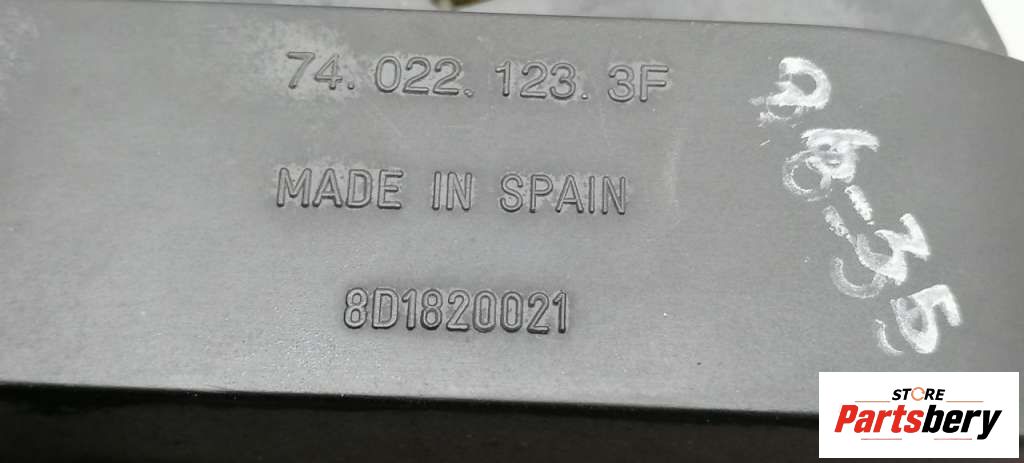 74. 022. 123. 3F
MADE IN SPAIN
8D1820021
STORE
Partsbery